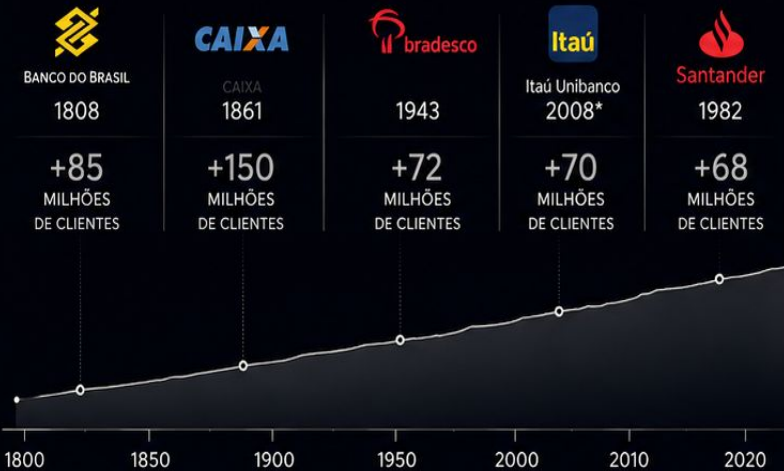 BANCO DO BRASIL
1808
+85
MILHÕES
DE CLIENTES
CAIXA
CAIXA
1861
+150
MILHÕES
DE CLIENTES
bradesco
1943
+72
MILHÕES
DE CLIENTES
Itaú
Itaú Unibanco
2008*
+70
MILHÕES
DE CLIENTES
Santander
1982
+68
MILHÕES
DE CLIENTES
1800 1850 1900 1950 2000 2010 2020